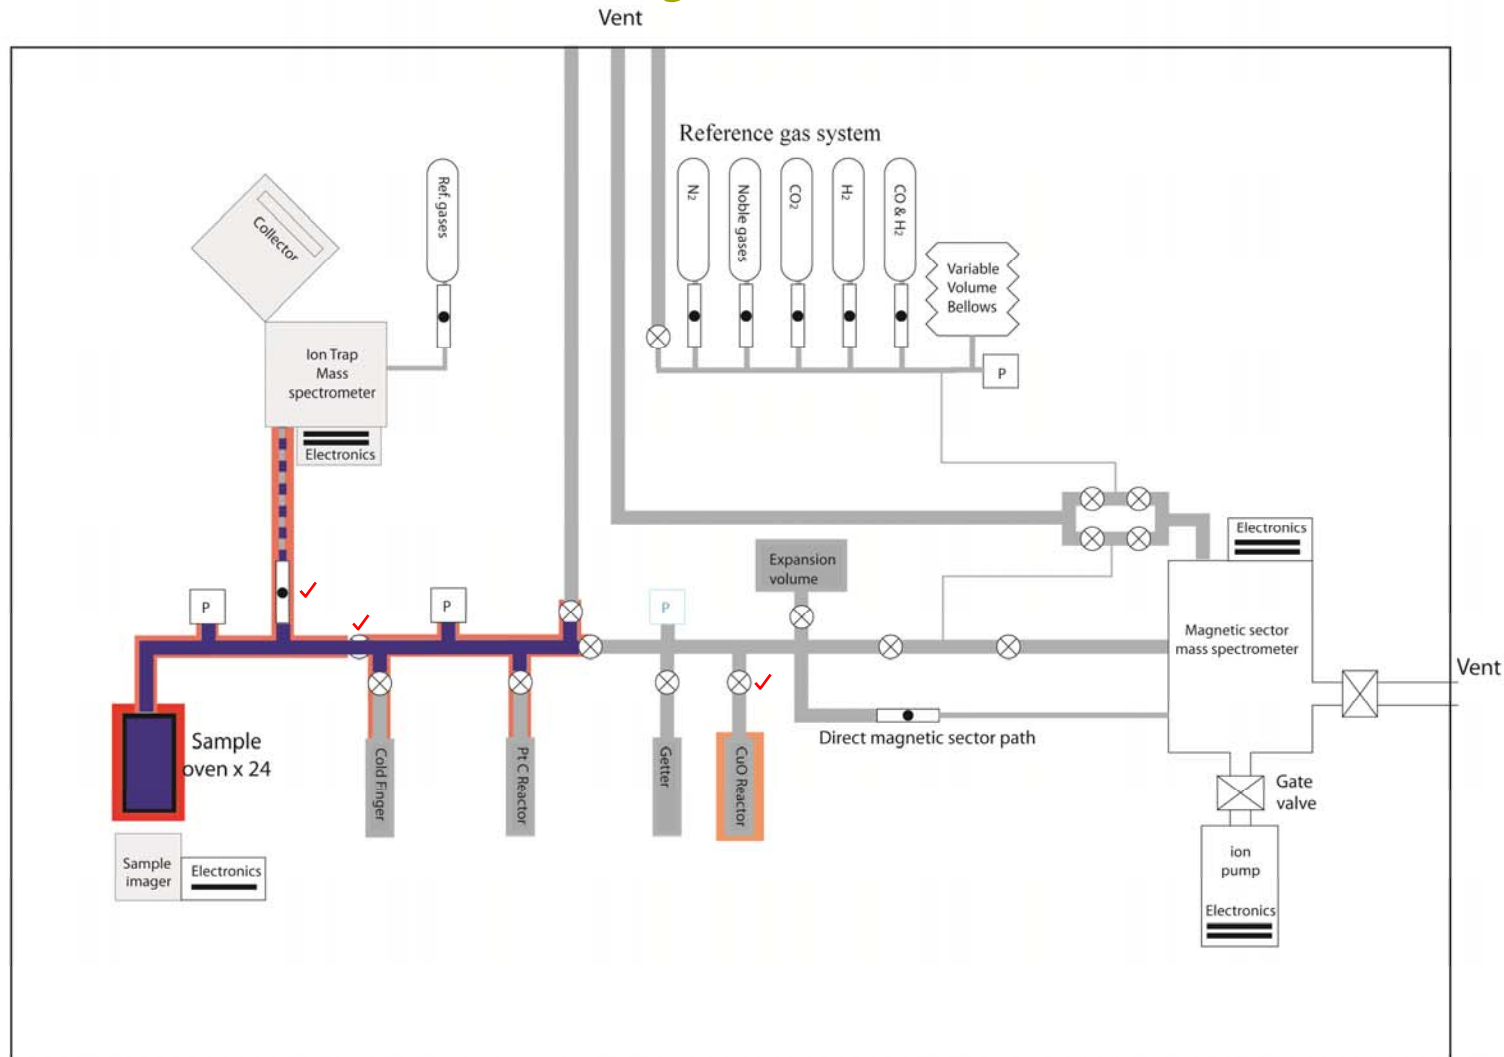 Vent
Reference gas system
Ref. gases
N2
Noble gases
CO2
H2
CO & H2
Collector
Variable
Volume
Bellows
Ion Trap
Mass
spectrometer
P
Electronics
Electronics
Expansion
volume
P
P
P
Magnetic sector
mass spectrometer
Vent
Sample
oven x 24
Direct magnetic sector path
Cold Finger
Pt C Reactor
Getter
CuO Reactor
Gate
valve
Sample
imager
Electronics
ion
pump
Electronics